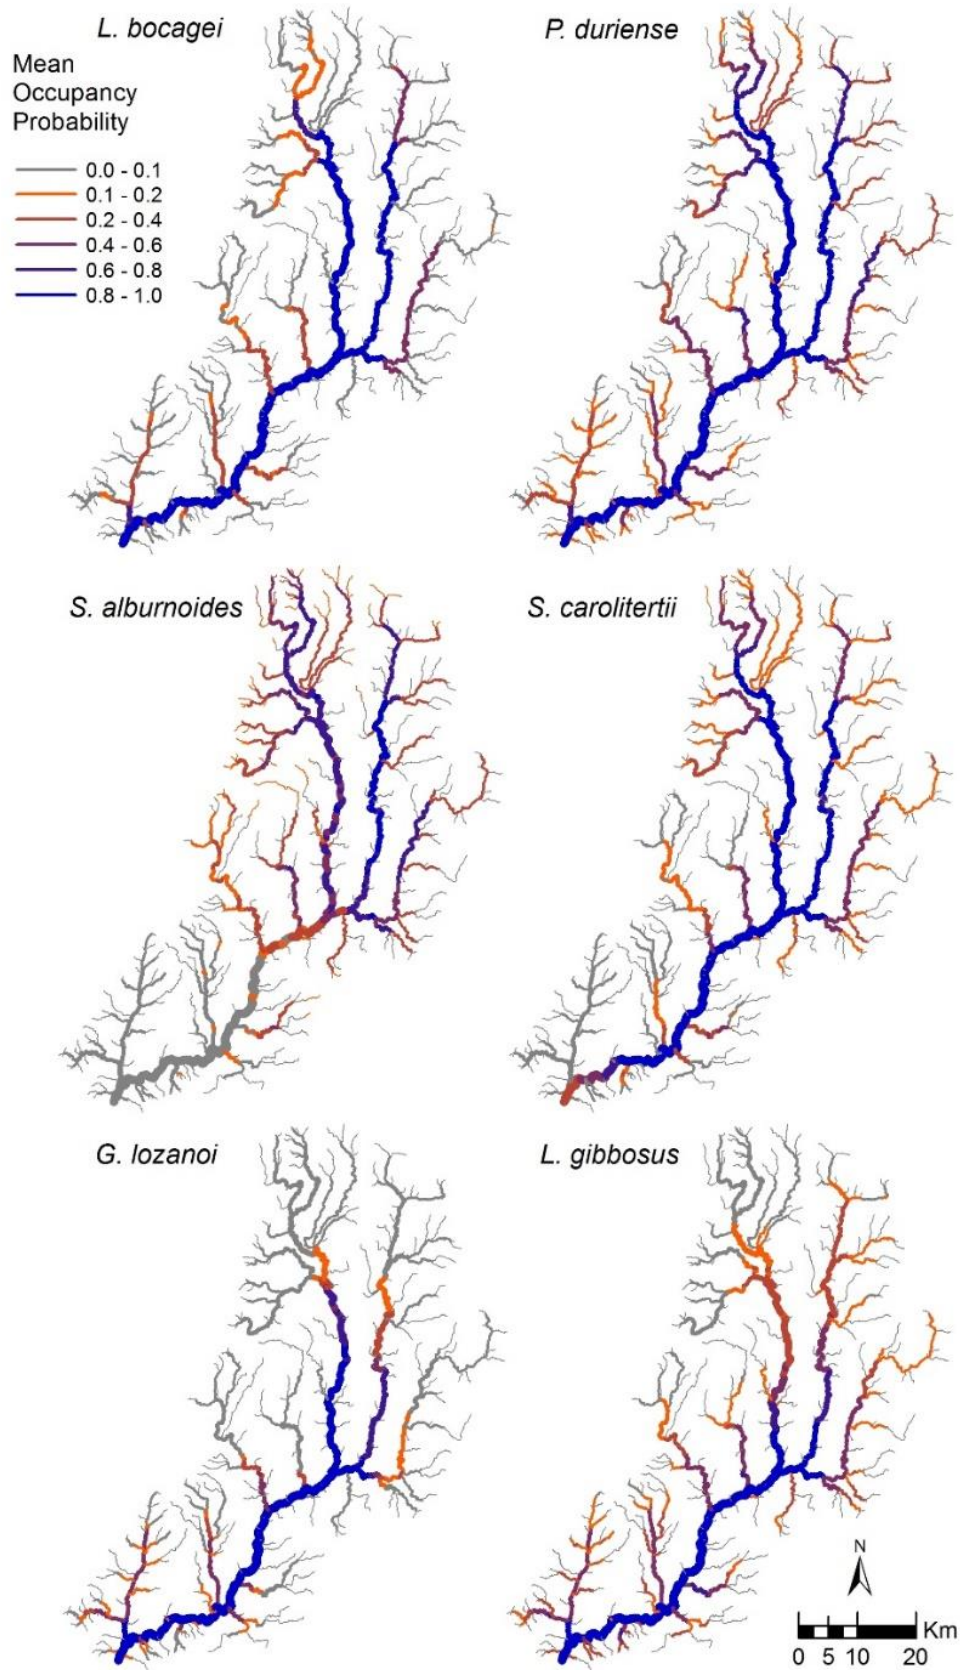 L. bocagei
P. duriense
Mean
Occupancy
Probability
0.0 - 0.1
0.1 - 0.2
0.2 - 0.4
0.4 - 0.6
0.6 - 0.8
0.8 - 1.0
S. alburnoides
S. carolitertii
G. lozanoi
L. gibbosus
N
Km
0 5 10 20